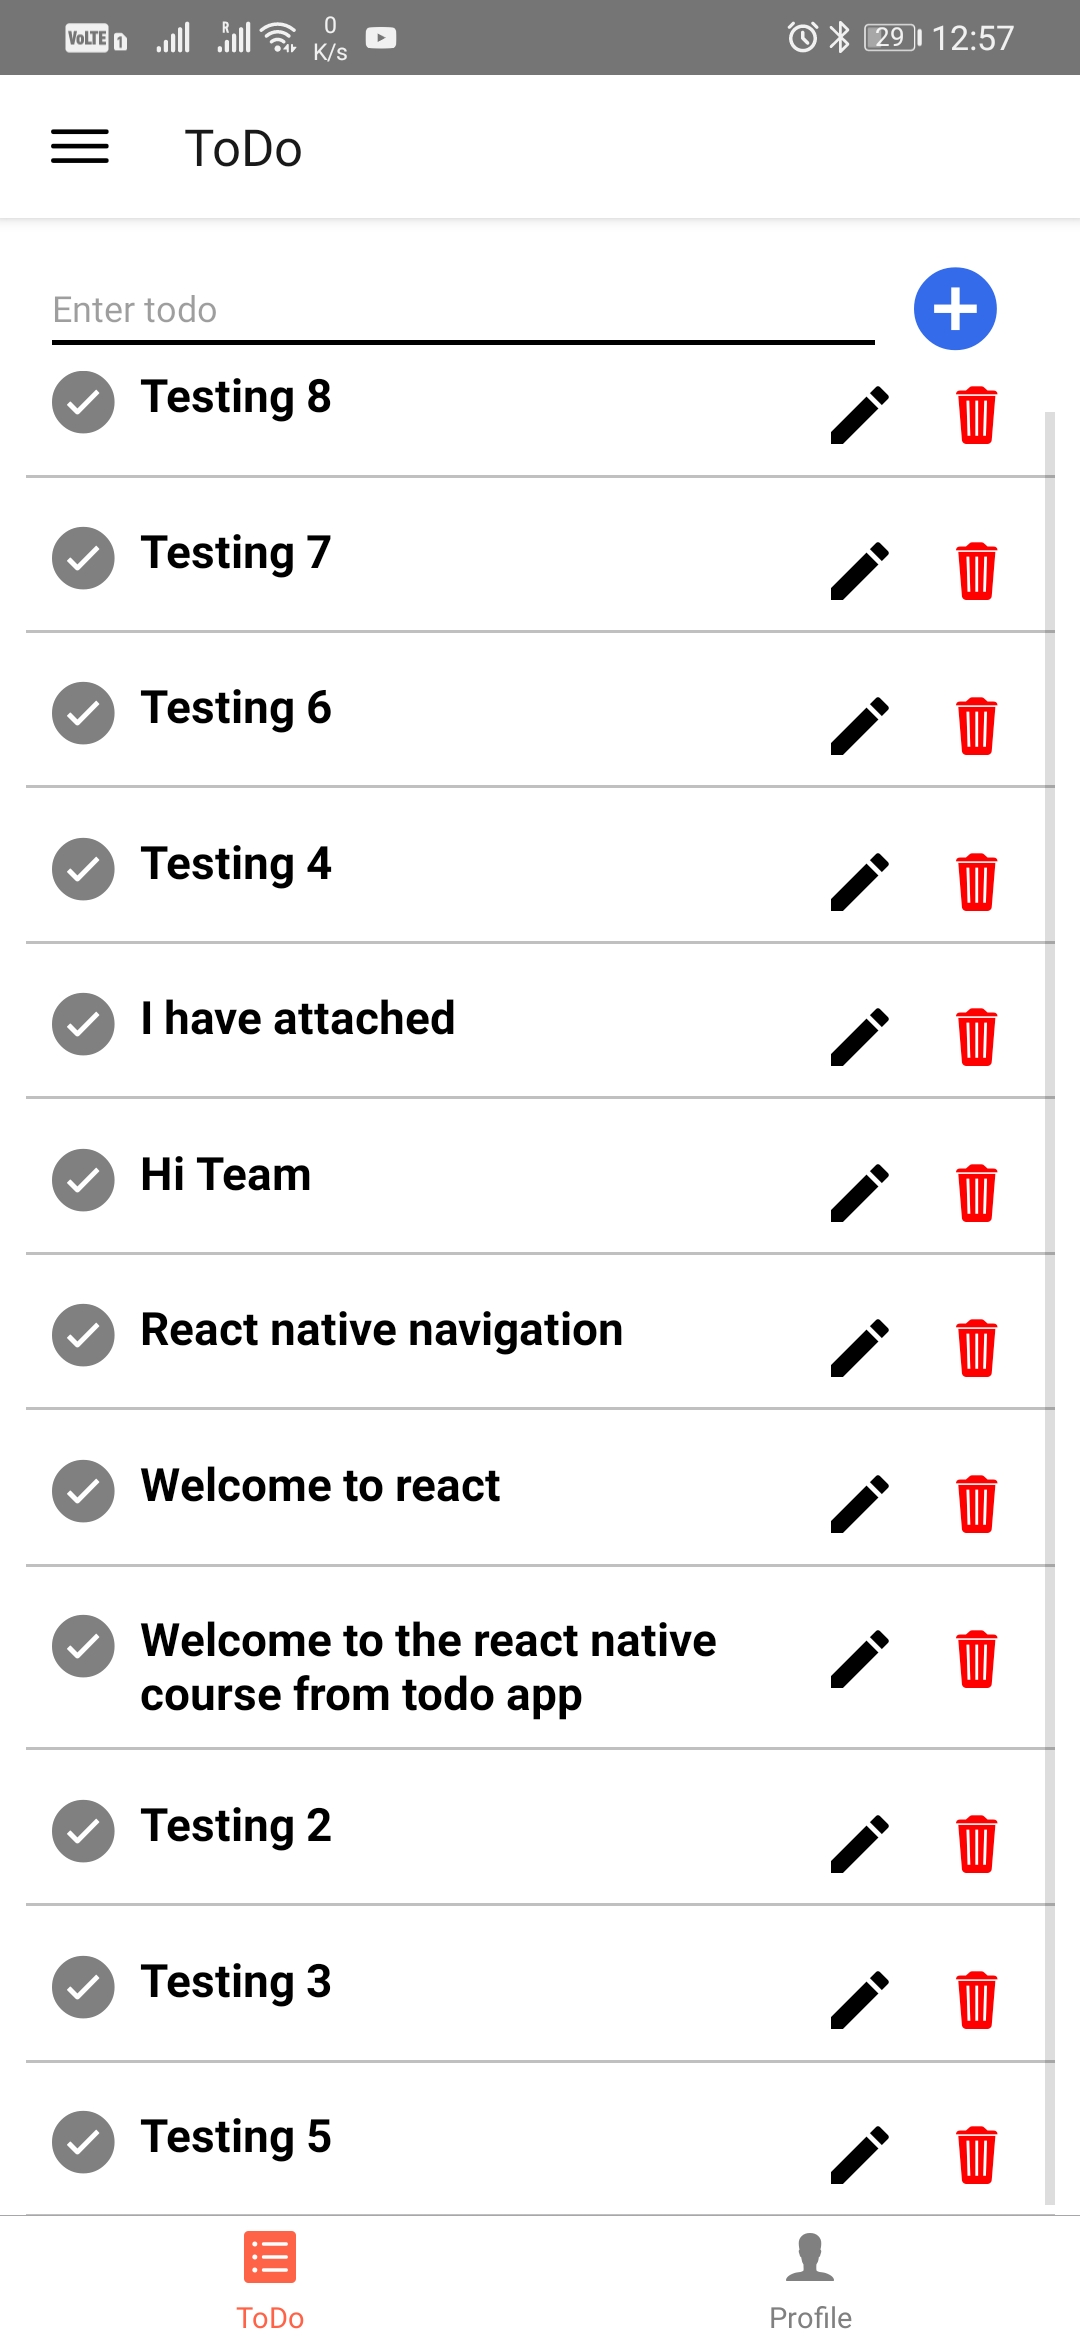 VoLTE 1 R 0 K/s 29 12:57
ToDo
Enter todo
Testing 8
Testing 7
Testing 6
Testing 4
I have attached
Hi Team
React native navigation
Welcome to react
Welcome to the react native
course from todo app
Testing 2
Testing 3
Testing 5
ToDo Profile